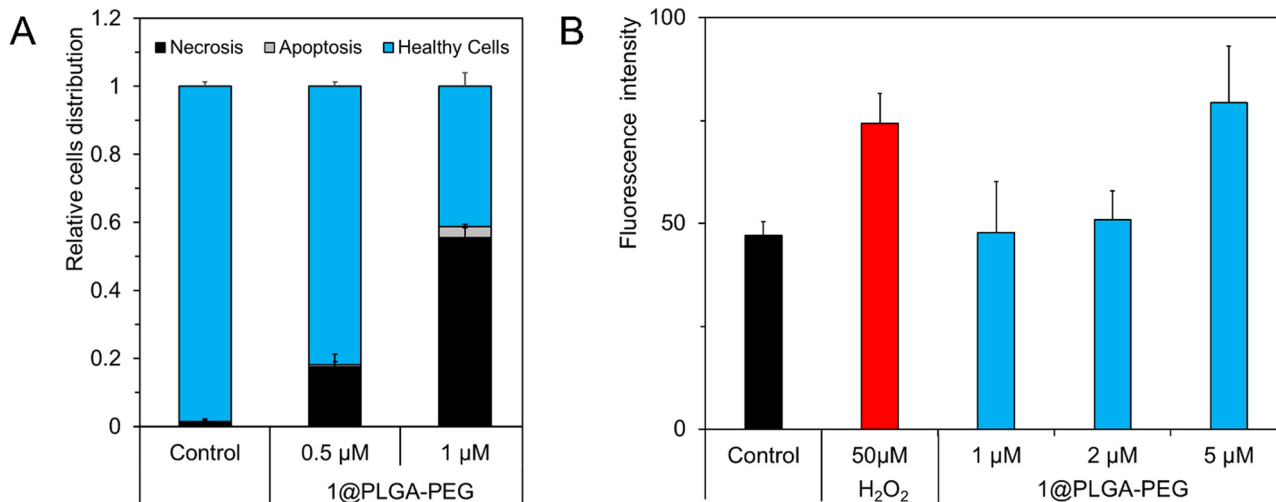 A
Relative cells distribution
1.2
1
0.8
0.6
0.4
0.2
0
Necrosis Apoptosis Healthy Cells
Control 0.5 µM 1 µM
1@PLGA-PEG
B
Fluorescence intensity
100
50
0
Control 50µM 1 µM 2 µM 5 µM
H₂O₂ 1@PLGA-PEG